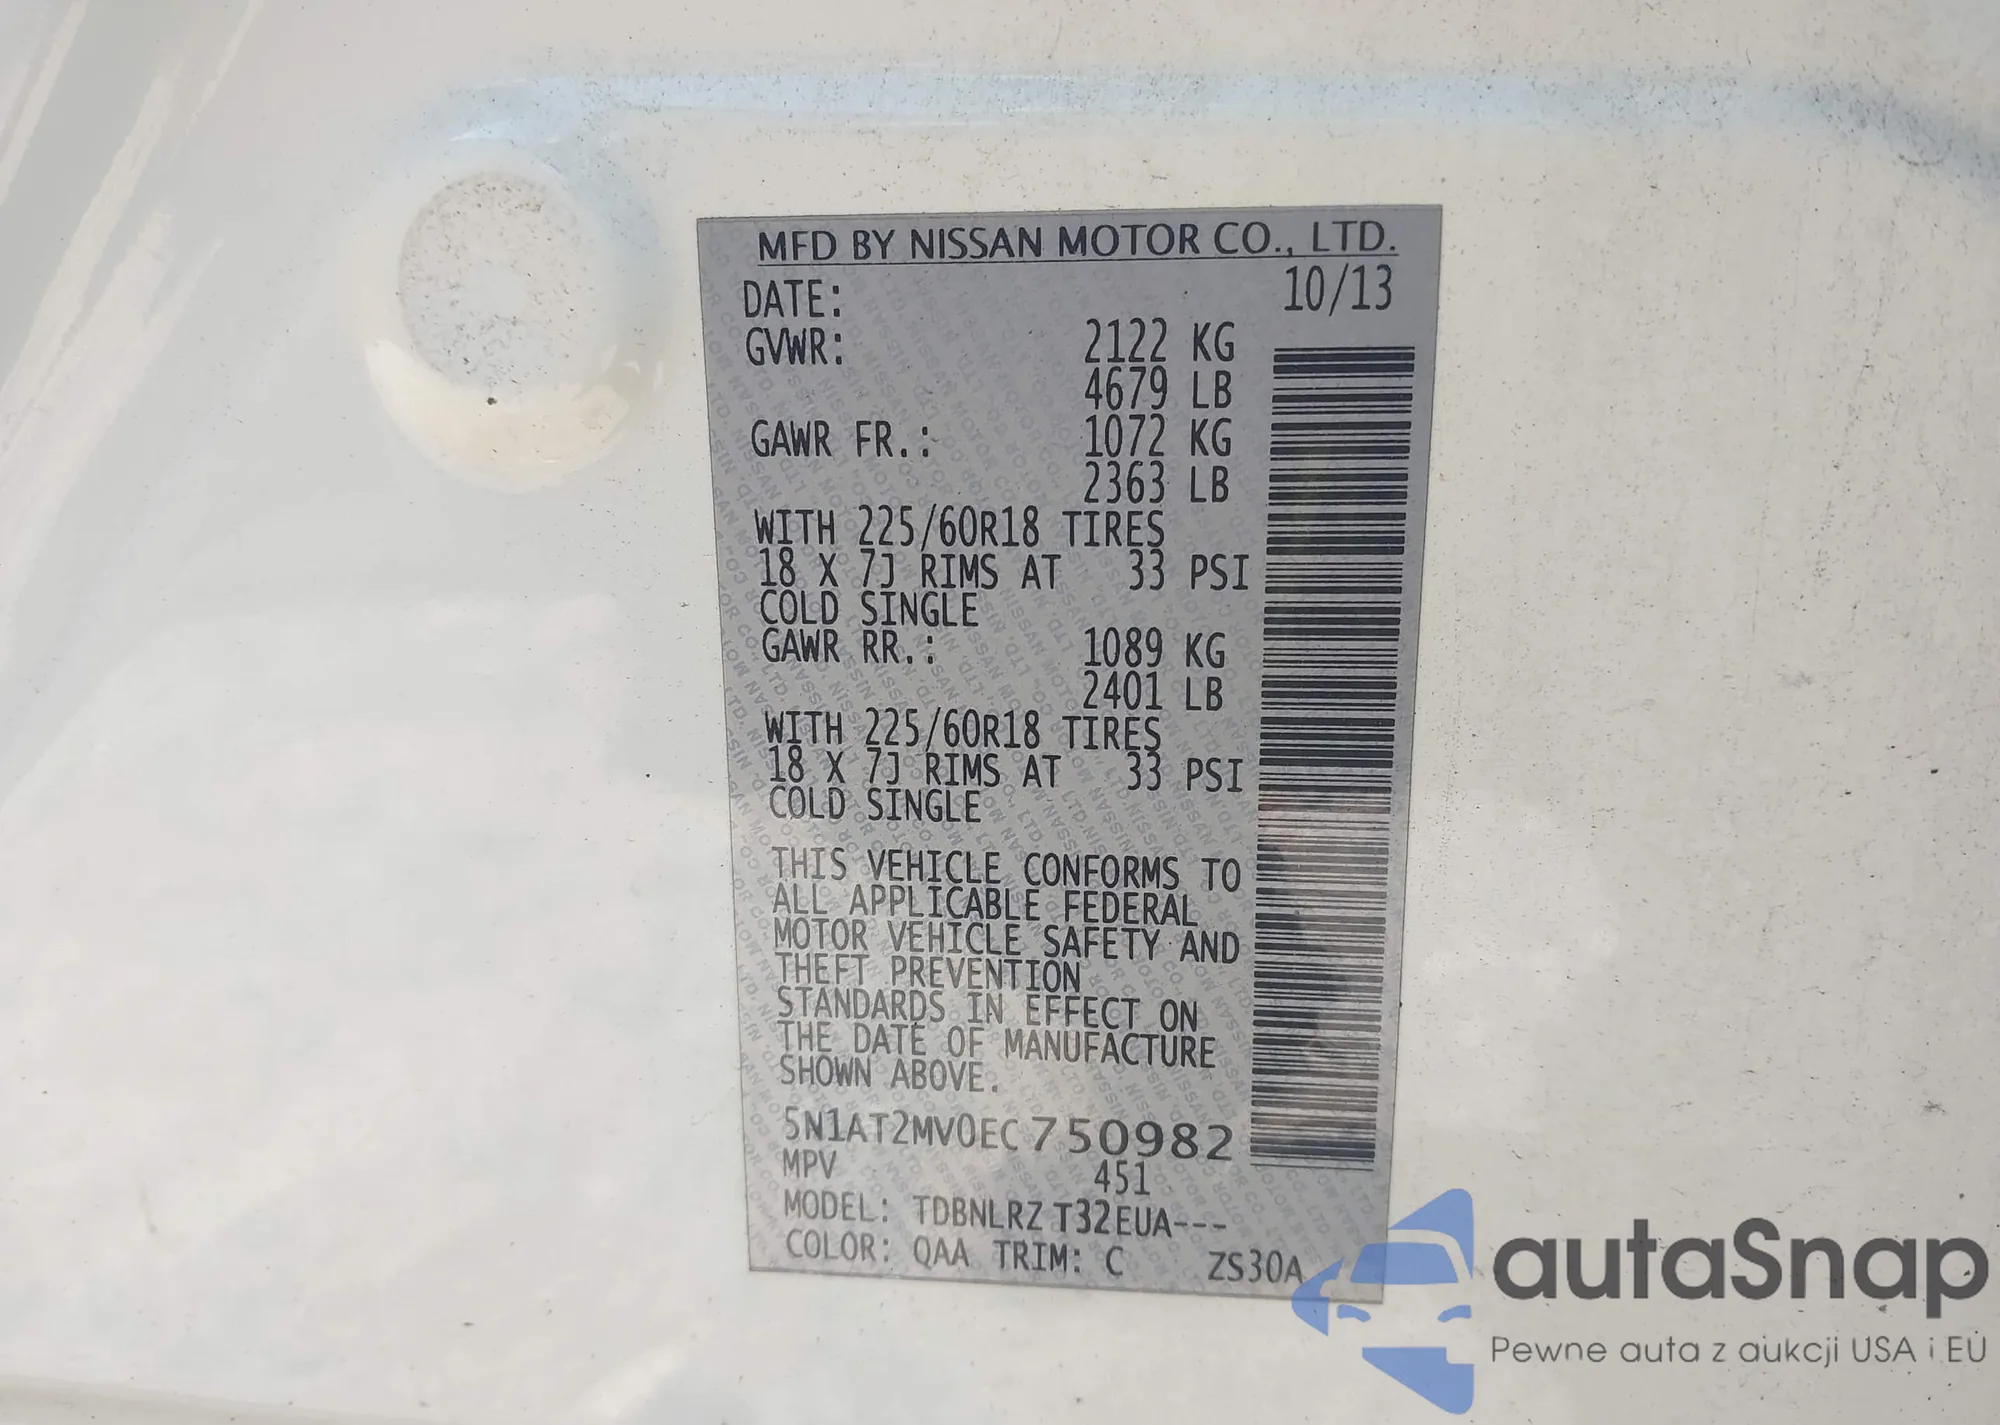 MFD BY NISSAN MOTOR CO., LTD.
DATE: 10/13
GVWR: 2122 KG
4679 LB
GAWR FR.: 1072 KG
2363 LB
WITH 225/60R18 TIRES
18 X 7J RIMS AT 33 PSI
COLD SINGLE
GAWR RR.: 1089 KG
2401 LB
WITH 225/60R18 TIRES
18 X 7J RIMS AT 33 PSI
COLD SINGLE
THIS VEHICLE CONFORMS TO
ALL APPLICABLE FEDERAL
MOTOR VEHICLE SAFETY AND
THEFT PREVENTION
STANDARDS IN EFFECT ON
THE DATE OF MANUFACTURE
SHOWN ABOVE.
5N1AT2MV0EC750982
MPV 451
MODEL: TDBNLRZ T32EUA---
COLOR: QAA TRIM: C ZS30A
autaSnap
Pewne auta z aukcji USA i EU